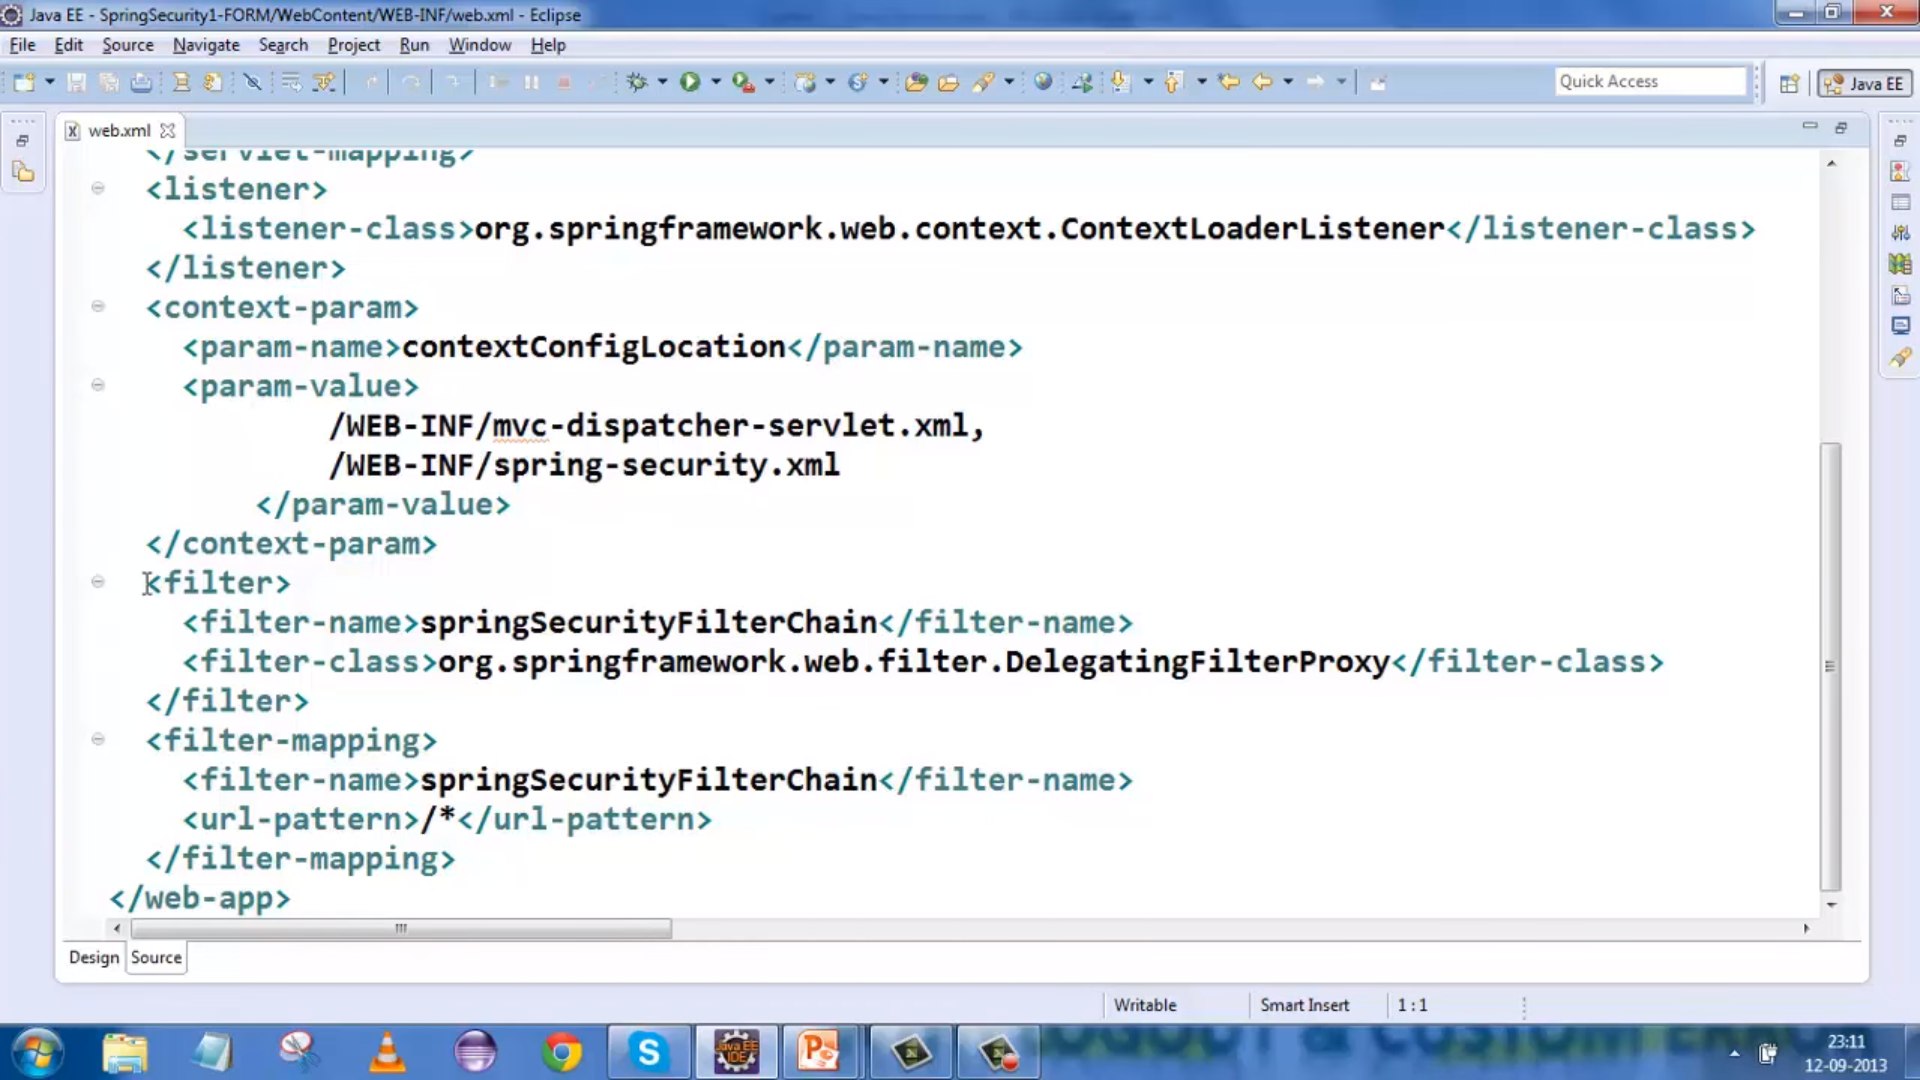 Java EE - SpringSecurity1-FORM/WebContent/WEB-INF/web.xml - Eclipse
File Edit Source Navigate Search Project Run Window Help
Quick Access
Java EE
web.xml
</servlet-mapping>
<listener>
<listener-class>org.springframework.web.context.ContextLoaderListener</listener-class>
</listener>
<context-param>
<param-name>contextConfigLocation</param-name>
<param-value>
/WEB-INF/mvc-dispatcher-servlet.xml,
/WEB-INF/spring-security.xml
</param-value>
</context-param>
<filter>
<filter-name>springSecurityFilterChain</filter-name>
<filter-class>org.springframework.web.filter.DelegatingFilterProxy</filter-class>
</filter>
<filter-mapping>
<filter-name>springSecurityFilterChain</filter-name>
<url-pattern>/*</url-pattern>
</filter-mapping>
</web-app>
Design Source
Writable Smart Insert 1 : 1
Java EE
IDE
23:11
12-09-2013